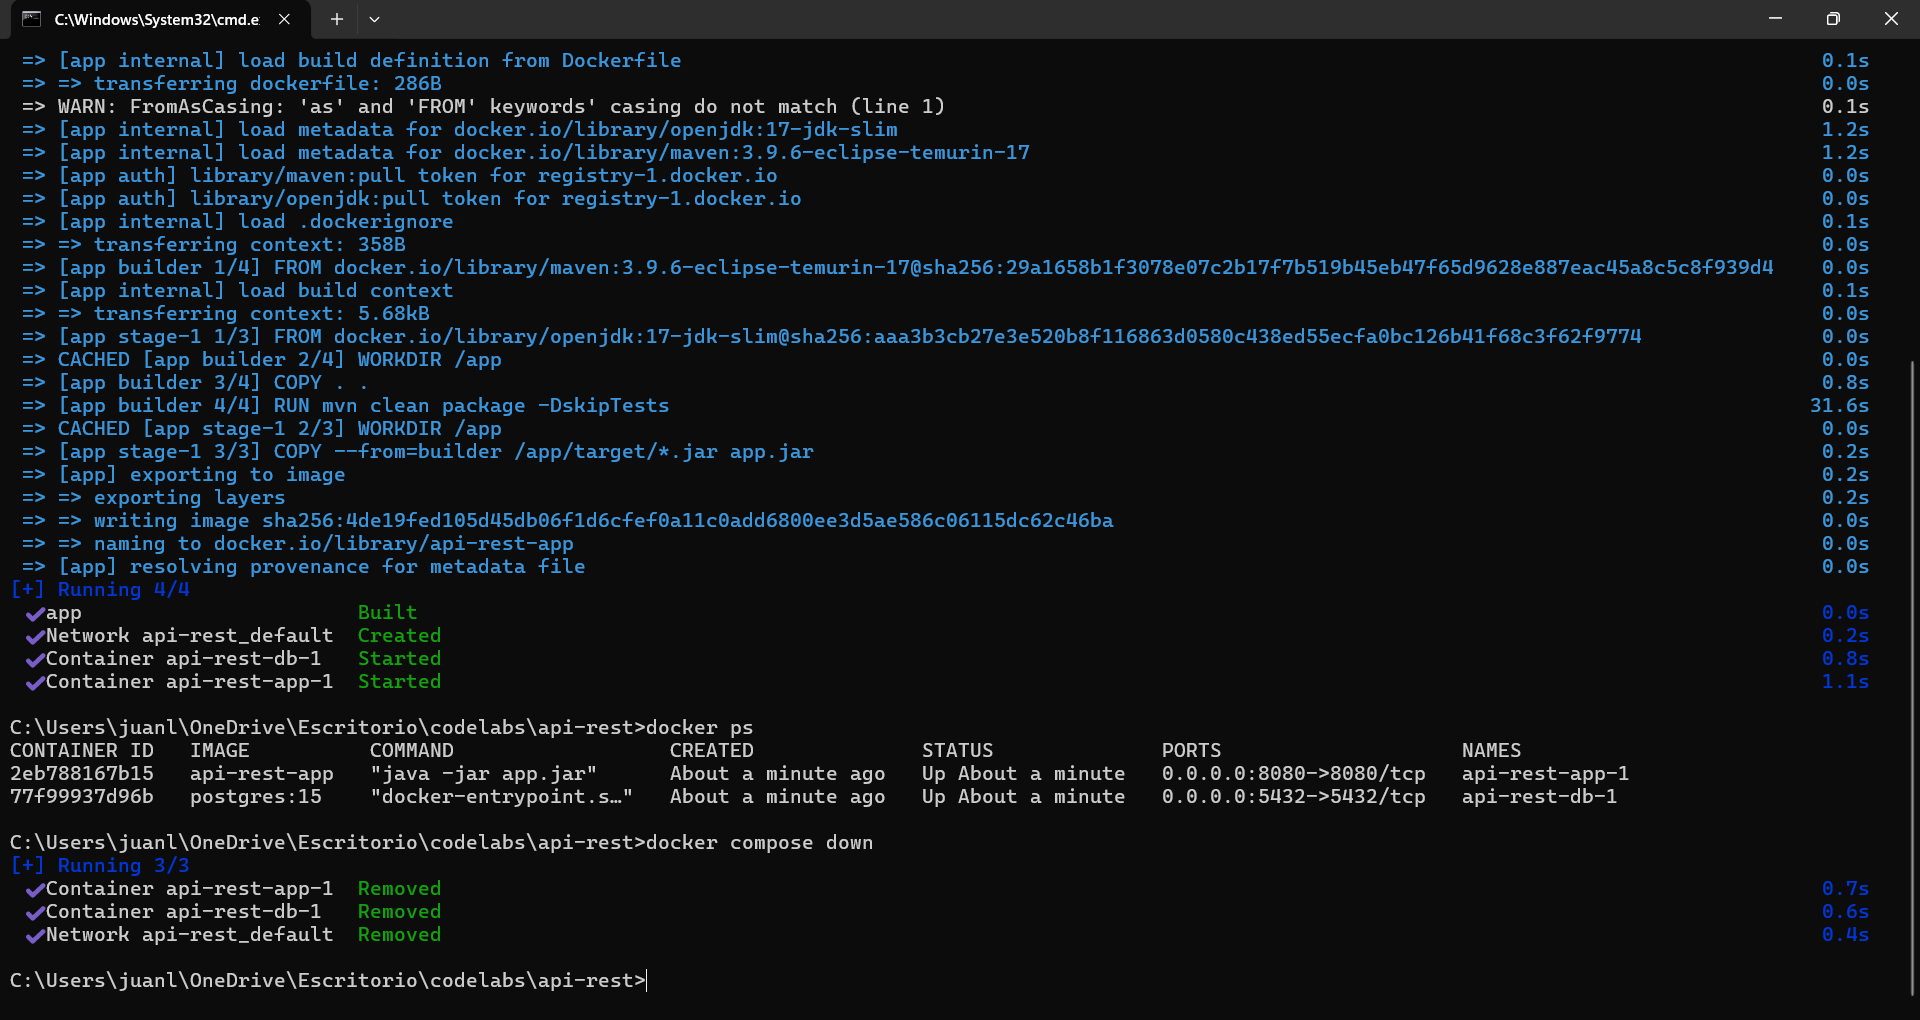 C:\Windows\System32\cmd.e
=> [app internal] load build definition from Dockerfile 0.1s
=> => transferring dockerfile: 286B 0.0s
=> WARN: FromAsCasing: 'as' and 'FROM' keywords' casing do not match (line 1) 0.1s
=> [app internal] load metadata for docker.io/library/openjdk:17-jdk-slim 1.2s
=> [app internal] load metadata for docker.io/library/maven:3.9.6-eclipse-temurin-17 1.2s
=> [app auth] library/maven:pull token for registry-1.docker.io 0.0s
=> [app auth] library/openjdk:pull token for registry-1.docker.io 0.0s
=> [app internal] load .dockerignore 0.1s
=> => transferring context: 358B 0.0s
=> [app builder 1/4] FROM docker.io/library/maven:3.9.6-eclipse-temurin-17@sha256:29a1658b1f3078e07c2b17f7b519b45eb47f65d9628e887eac45a8c5c8f939d4 0.0s
=> [app internal] load build context 0.1s
=> => transferring context: 5.68kB 0.0s
=> [app stage-1 1/3] FROM docker.io/library/openjdk:17-jdk-slim@sha256:aaa3b3cb27e3e520b8f116863d0580c438ed55ecfa0bc126b41f68c3f62f9774 0.0s
=> CACHED [app builder 2/4] WORKDIR /app 0.0s
=> [app builder 3/4] COPY . . 0.8s
=> [app builder 4/4] RUN mvn clean package -DskipTests 31.6s
=> CACHED [app stage-1 2/3] WORKDIR /app 0.0s
=> [app stage-1 3/3] COPY --from=builder /app/target/*.jar app.jar 0.2s
=> [app] exporting to image 0.2s
=> => exporting layers 0.2s
=> => writing image sha256:4de19fed105d45db06f1d6cfef0a11c0add6800ee3d5ae586c06115dc62c46ba 0.0s
=> => naming to docker.io/library/api-rest-app 0.0s
=> [app] resolving provenance for metadata file 0.0s
[+] Running 4/4
✔app Built 0.0s
✔Network api-rest_default Created 0.2s
✔Container api-rest-db-1 Started 0.8s
✔Container api-rest-app-1 Started 1.1s
C:\Users\juanl\OneDrive\Escritorio\codelabs\api-rest>docker ps
CONTAINER ID IMAGE COMMAND CREATED STATUS PORTS NAMES
2eb788167b15 api-rest-app "java -jar app.jar" About a minute ago Up About a minute 0.0.0.0:8080->8080/tcp api-rest-app-1
77f99937d96b postgres:15 "docker-entrypoint.s…" About a minute ago Up About a minute 0.0.0.0:5432->5432/tcp api-rest-db-1
C:\Users\juanl\OneDrive\Escritorio\codelabs\api-rest>docker compose down
[+] Running 3/3
✔Container api-rest-app-1 Removed 0.7s
✔Container api-rest-db-1 Removed 0.6s
✔Network api-rest_default Removed 0.4s
C:\Users\juanl\OneDrive\Escritorio\codelabs\api-rest>